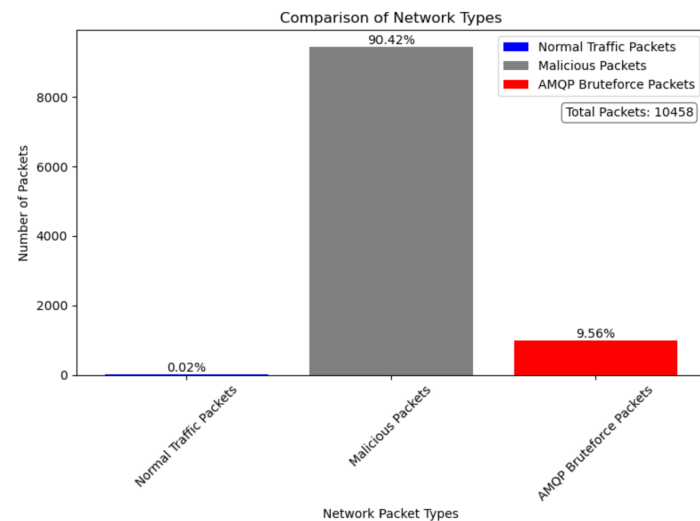 Comparison of Network Types
90.42%
Normal Traffic Packets
Malicious Packets
AMQP Bruteforce Packets
Total Packets: 10458
8000
6000
4000
2000
0
Number of Packets
9.56%
0.02%
Normal Traffic Packets
Malicious Packets
AMQP Bruteforce Packets
Network Packet Types